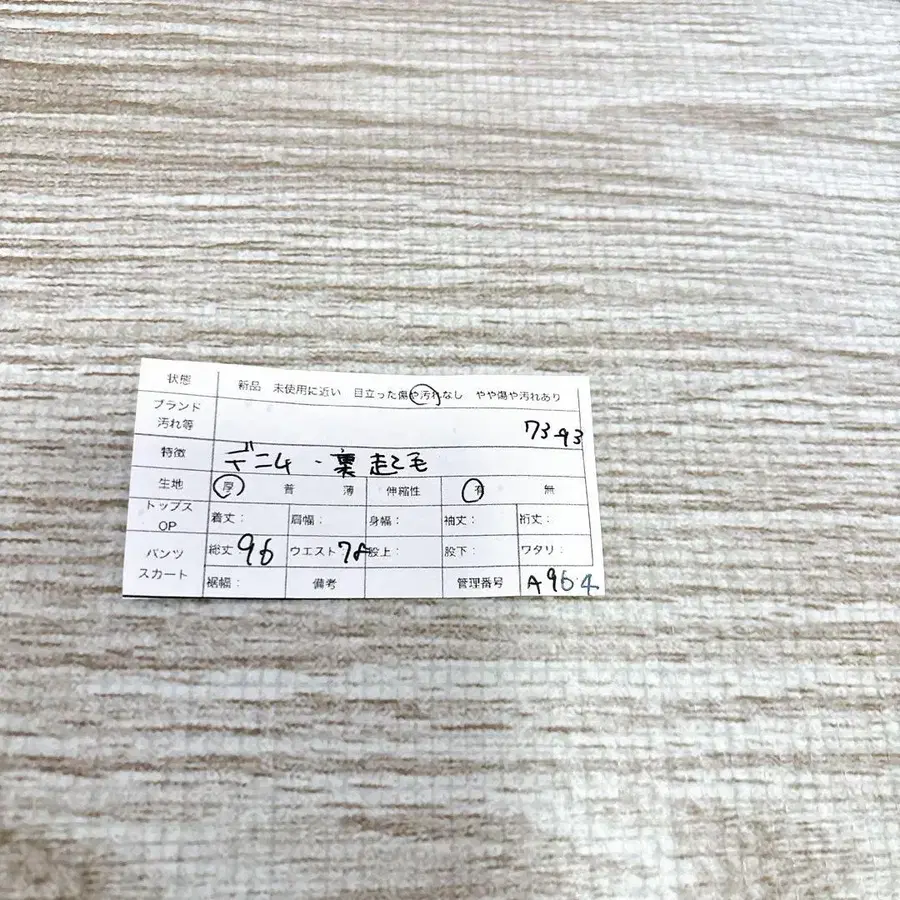 状態 新品 未使用に近い 目立った傷や汚れなし やや傷や汚れあり
ブランド
汚れ等 73-93
特徴 デニム・裏起毛
生地 厚 普 薄 伸縮性 有 無
トップス
OP 着丈: 肩幅: 身幅: 袖丈: 裄丈:
パンツ
スカート 総丈: 96 ウエスト: 78 股上: 股下: ワタリ:
裾幅: 備考 管理番号 A964